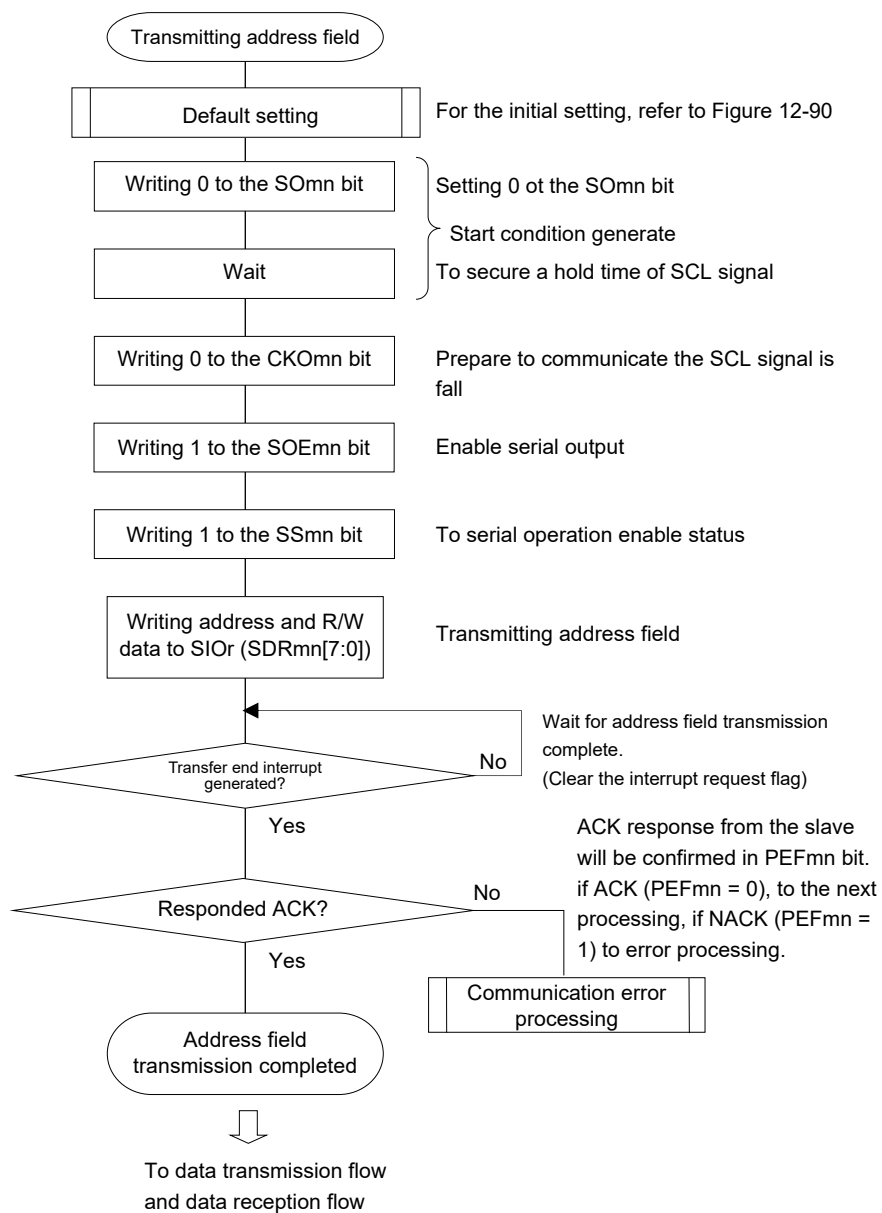 Transmitting address field
Default setting
For the initial setting, refer to Figure 12-90
Writing 0 to the SOmn bit
Setting 0 ot the SOmn bit
Start condition generate
Wait
To secure a hold time of SCL signal
Writing 0 to the CKOmn bit
Prepare to communicate the SCL signal is
fall
Writing 1 to the SOEmn bit
Enable serial output
Writing 1 to the SSmn bit
To serial operation enable status
Writing address and R/W
data to SIOr (SDRmn[7:0])
Transmitting address field
Wait for address field transmission
complete.
(Clear the interrupt request flag)
Transfer end interrupt
generated?
No
Yes
ACK response from the slave
will be confirmed in PEFmn bit.
if ACK (PEFmn = 0), to the next
processing, if NACK (PEFmn =
1) to error processing.
Responded ACK?
No
Yes
Communication error
processing
Address field
transmission completed
To data transmission flow
and data reception flow